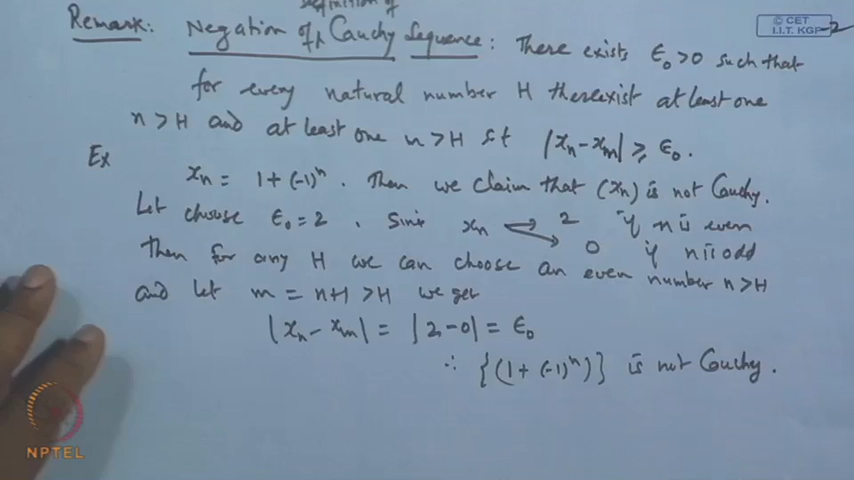 Definition of
Remark: Negation of Cauchy Sequence: There exists ε₀>0 such that
for every natural number H there exist at least one
n > H and at least one m > H st |xₙ-xₘ| ≥ ε₀.
Ex
xₙ = 1+(-1)ⁿ. Then we claim that (xₙ) is not Cauchy.
Let choose ε₀=2. Since xₙ → 2 if n is even
→ 0 if n is odd
Then for any H we can choose an even number n>H
and let m = n+1 >H we get
|xₙ-xₘ| = |2-0| = ε₀
∴ {(1+(-1)ⁿ)} is not Cauchy.
© CET
I.I.T. KGP
2
NPTEL